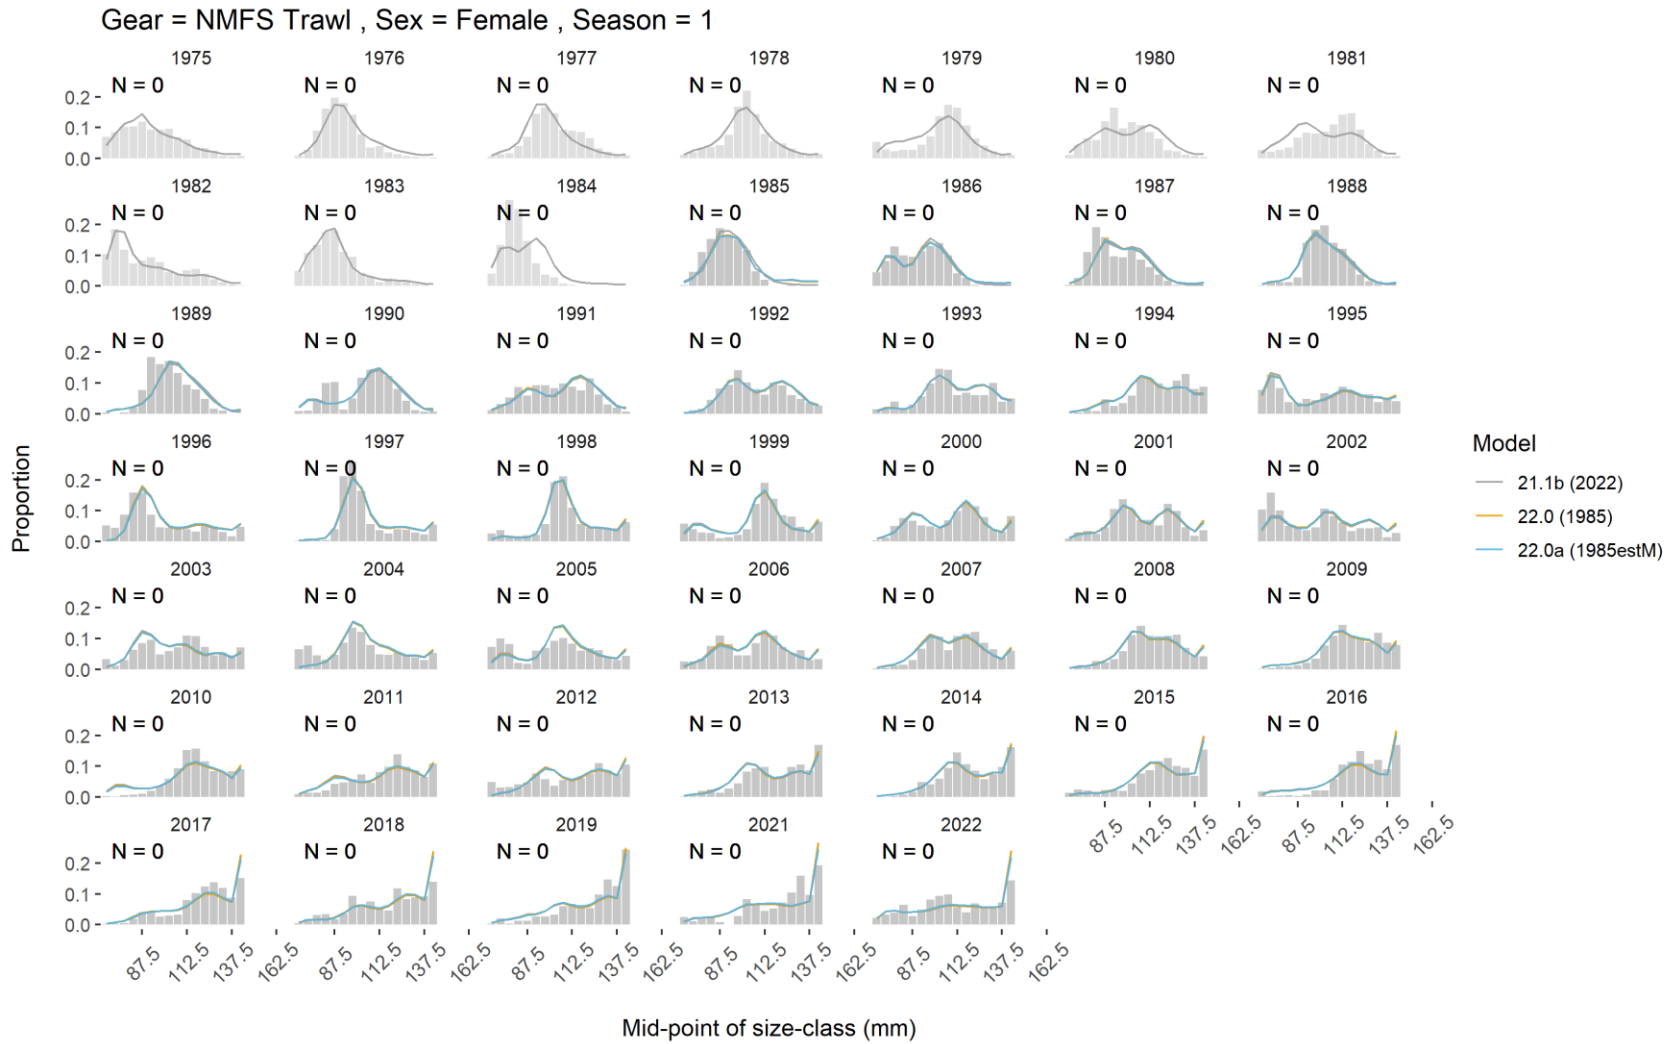 Gear = NMFS Trawl , Sex = Female , Season = 1
1975 1976 1977 1978 1979 1980 1981
N = 0 N = 0 N = 0 N = 0 N = 0 N = 0 N = 0
0.2
0.1
0.0
1982 1983 1984 1985 1986 1987 1988
N = 0 N = 0 N = 0 N = 0 N = 0 N = 0 N = 0
0.2
0.1
0.0
1989 1990 1991 1992 1993 1994 1995
N = 0 N = 0 N = 0 N = 0 N = 0 N = 0 N = 0
0.2
0.1
0.0
1996 1997 1998 1999 2000 2001 2002
N = 0 N = 0 N = 0 N = 0 N = 0 N = 0 N = 0
0.2
0.1
0.0
2003 2004 2005 2006 2007 2008 2009
N = 0 N = 0 N = 0 N = 0 N = 0 N = 0 N = 0
0.2
0.1
0.0
2010 2011 2012 2013 2014 2015 2016
N = 0 N = 0 N = 0 N = 0 N = 0 N = 0 N = 0
0.2
0.1
0.0
87.5 112.5 137.5 162.5 87.5 112.5 137.5 162.5
2017 2018 2019 2021 2022
N = 0 N = 0 N = 0 N = 0 N = 0
0.2
0.1
0.0
87.5 112.5 137.5 162.5 87.5 112.5 137.5 162.5 87.5 112.5 137.5 162.5 87.5 112.5 137.5 162.5 87.5 112.5 137.5 162.5
Mid-point of size-class (mm)
Proportion
Model
21.1b (2022)
22.0 (1985)
22.0a (1985estM)